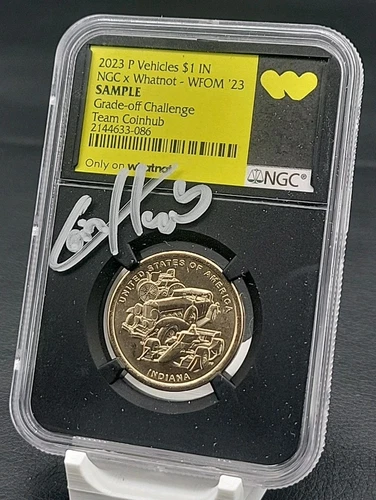 2023 P Vehicles $1 IN
NGC x Whatnot - WFOM '23
SAMPLE
Grade-off Challenge
Team Coinhub
2144633-086
Only on whatnot
NGC®
UNITED STATES OF AMERICA
INDIANA